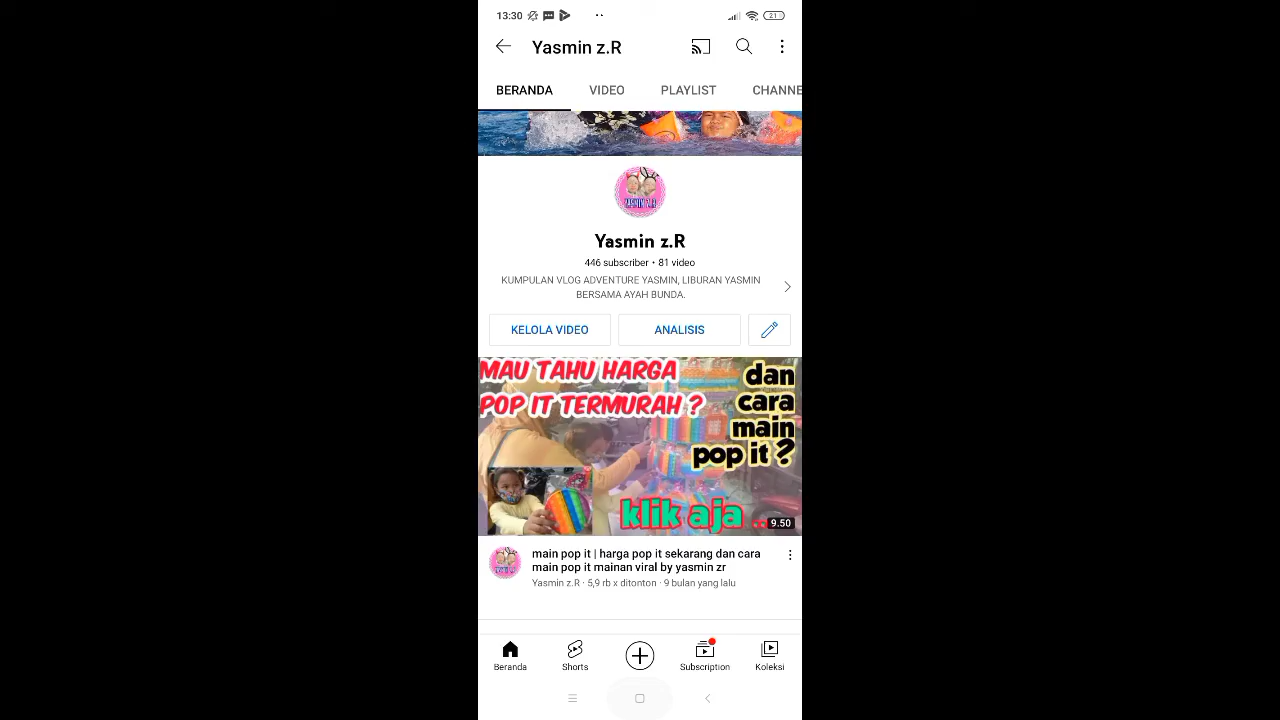 13:30
21
Yasmin z.R
BERANDA VIDEO PLAYLIST CHANNE
YASMIN Z.R
Yasmin z.R
446 subscriber • 81 video
KUMPULAN VLOG ADVENTURE YASMIN, LIBURAN YASMIN
BERSAMA AYAH BUNDA.
KELOLA VIDEO ANALISIS
MAU TAHU HARGA
POP IT TERMURAH ?
dan
cara
main
pop it ?
klik aja
9.50
main pop it | harga pop it sekarang dan cara
main pop it mainan viral by yasmin zr
Yasmin z.R · 5,9 rb x ditonton · 9 bulan yang lalu
Beranda Shorts Subscription Koleksi